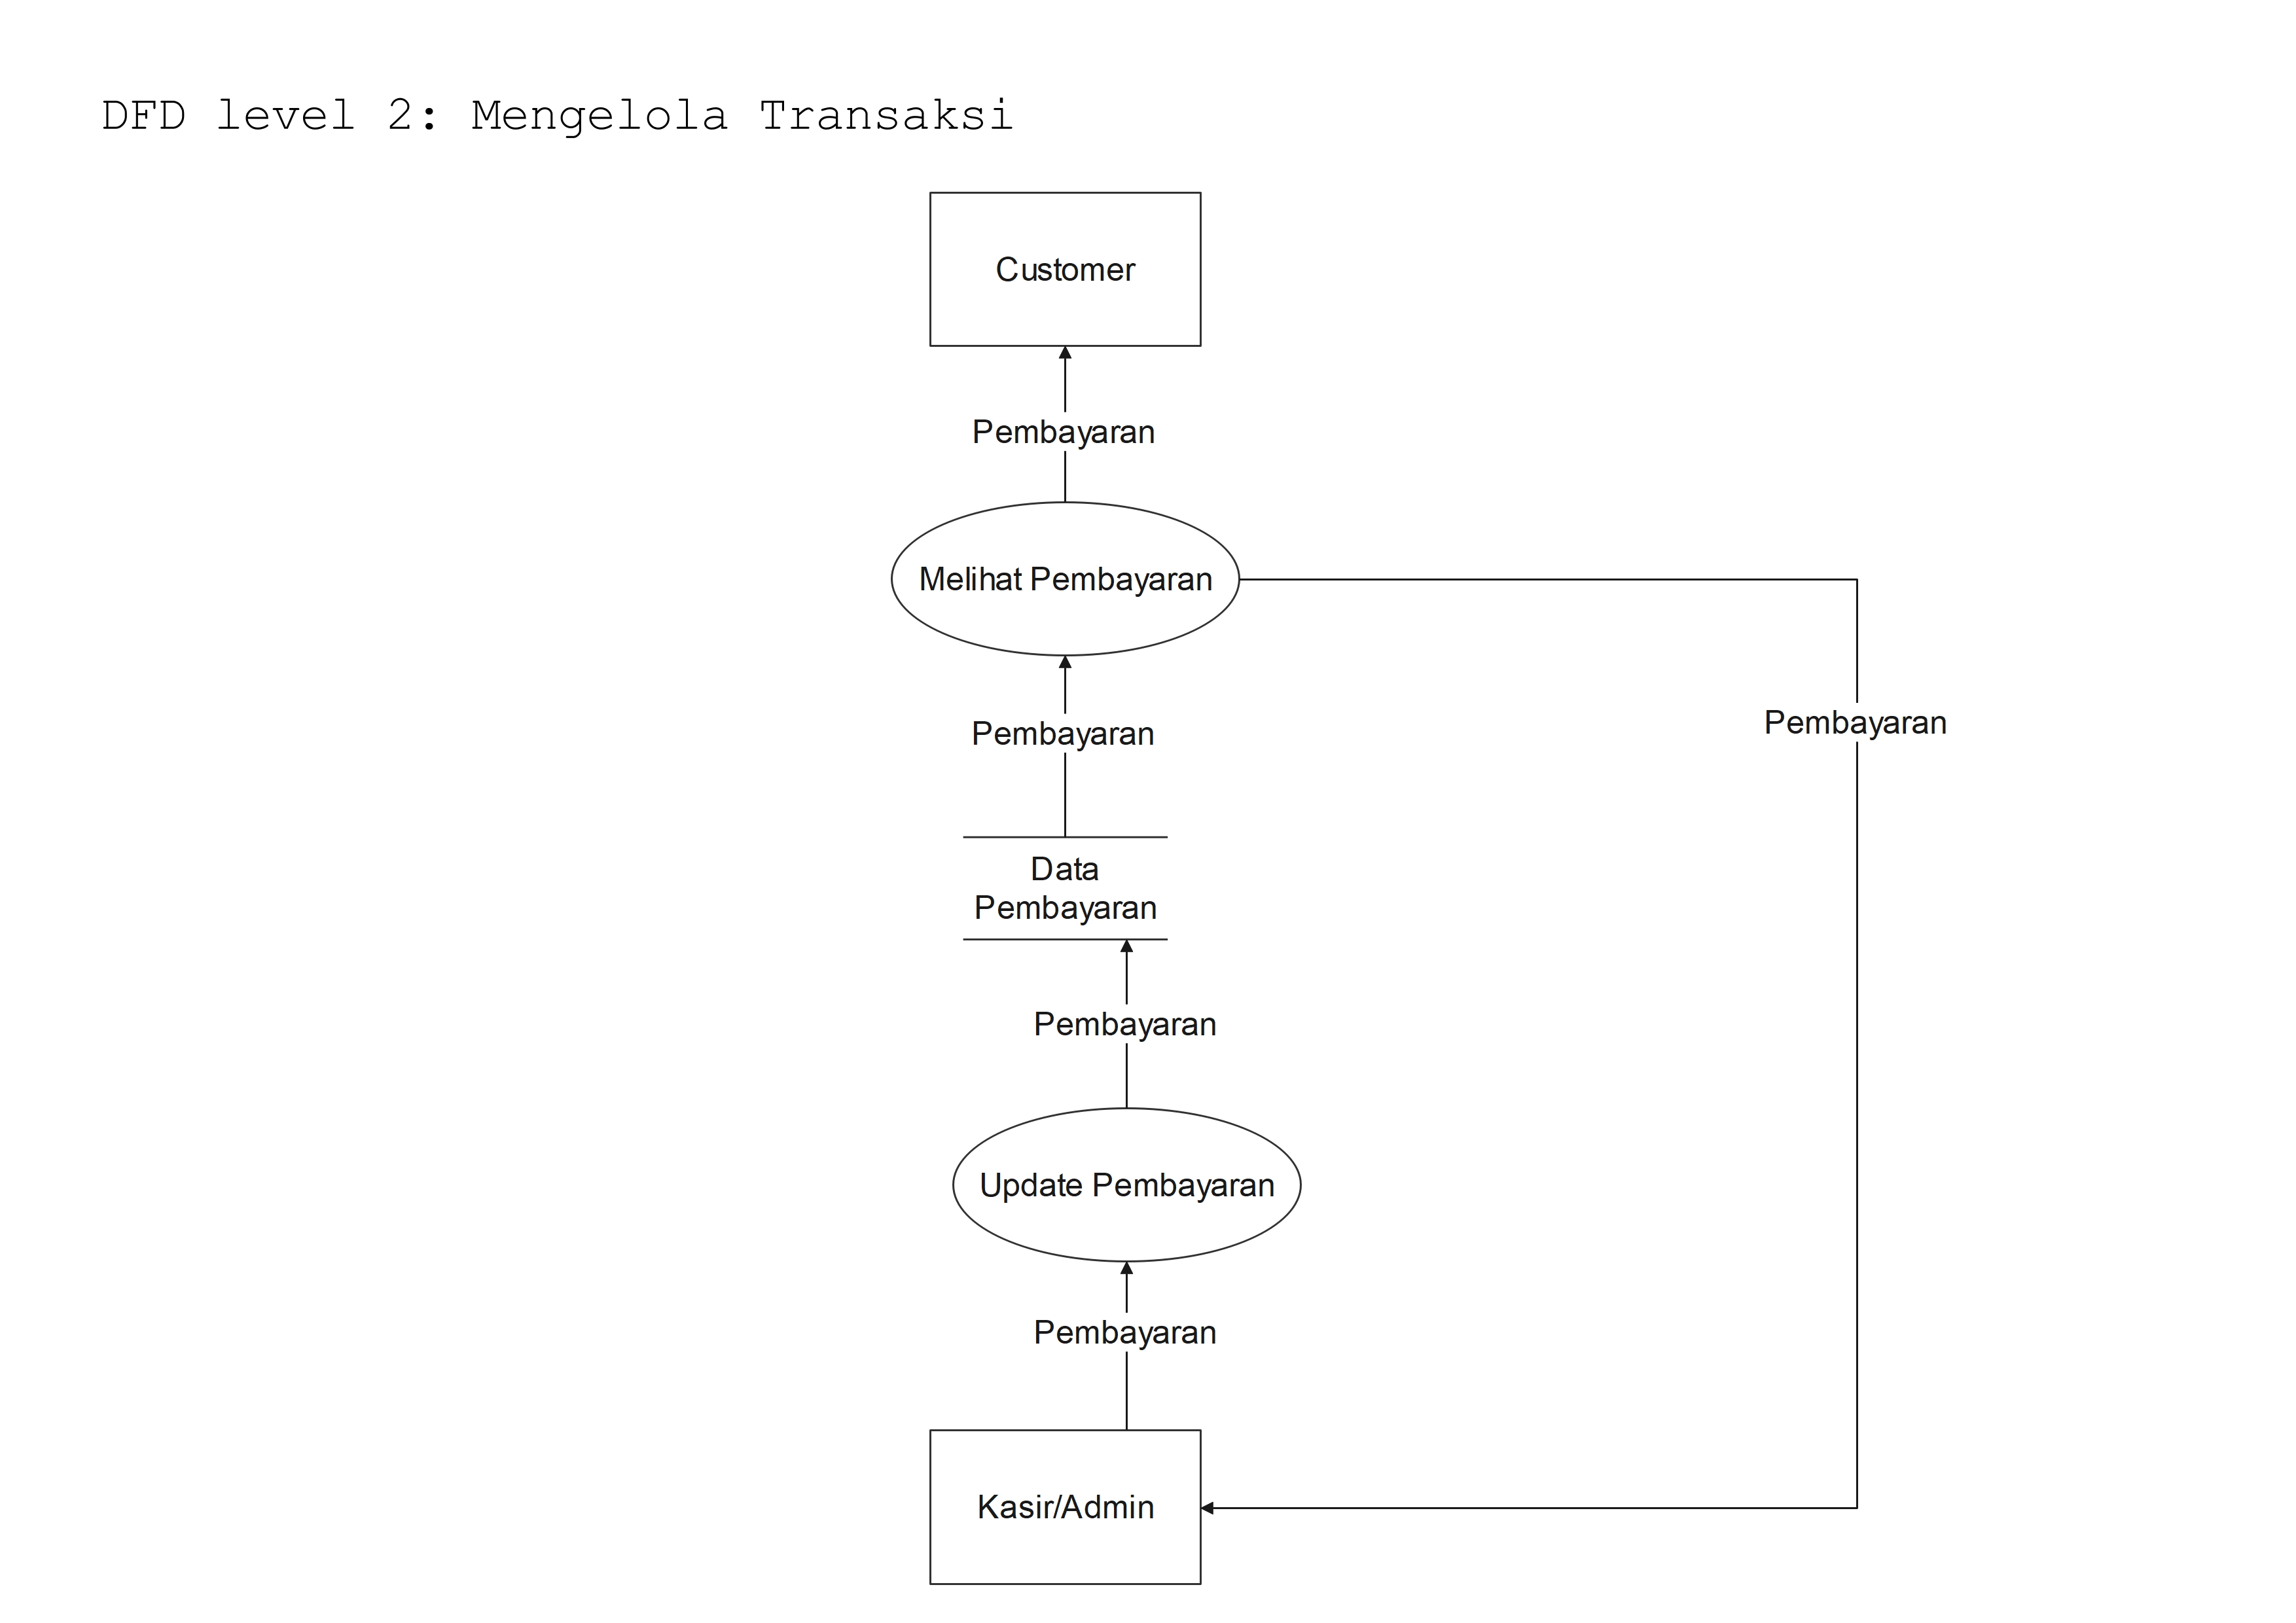 DFD level 2: Mengelola Transaksi
Customer
Pembayaran
Melihat Pembayaran
Pembayaran
Pembayaran
Data
Pembayaran
Pembayaran
Update Pembayaran
Pembayaran
Kasir/Admin